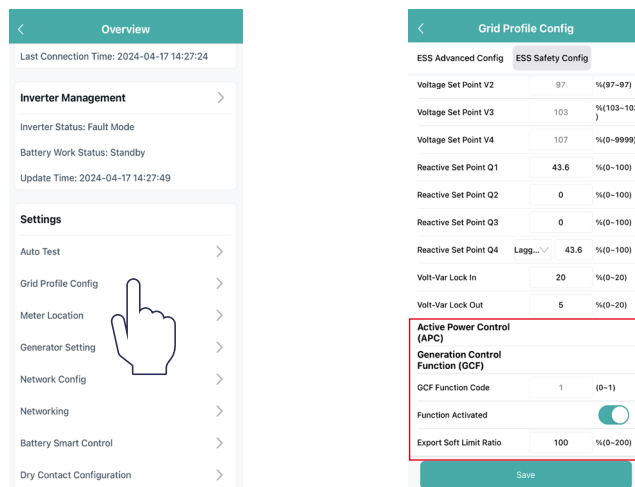 Overview
Last Connection Time: 2024-04-17 14:27:24
Inverter Management
Inverter Status: Fault Mode
Battery Work Status: Standby
Update Time: 2024-04-17 14:27:49
Settings
Auto Test
Grid Profile Config
Meter Location
Generator Setting
Network Config
Networking
Battery Smart Control
Dry Contact Configuration
Grid Profile Config
ESS Advanced Config ESS Safety Config
Voltage Set Point V2 97 %(97~97)
Voltage Set Point V3 103 %(103~103
)
Voltage Set Point V4 107 %(0~9999)
Reactive Set Point Q1 43.6 %(0~100)
Reactive Set Point Q2 0 %(0~100)
Reactive Set Point Q3 0 %(0~100)
Reactive Set Point Q4 Lagg... 43.6 %(0~100)
Volt-Var Lock In 20 %(0~20)
Volt-Var Lock Out 5 %(0~20)
Active Power Control
(APC)
Generation Control
Function (GCF)
GCF Function Code 1 (0~1)
Function Activated
Export Soft Limit Ratio 100 %(0~200)
Save